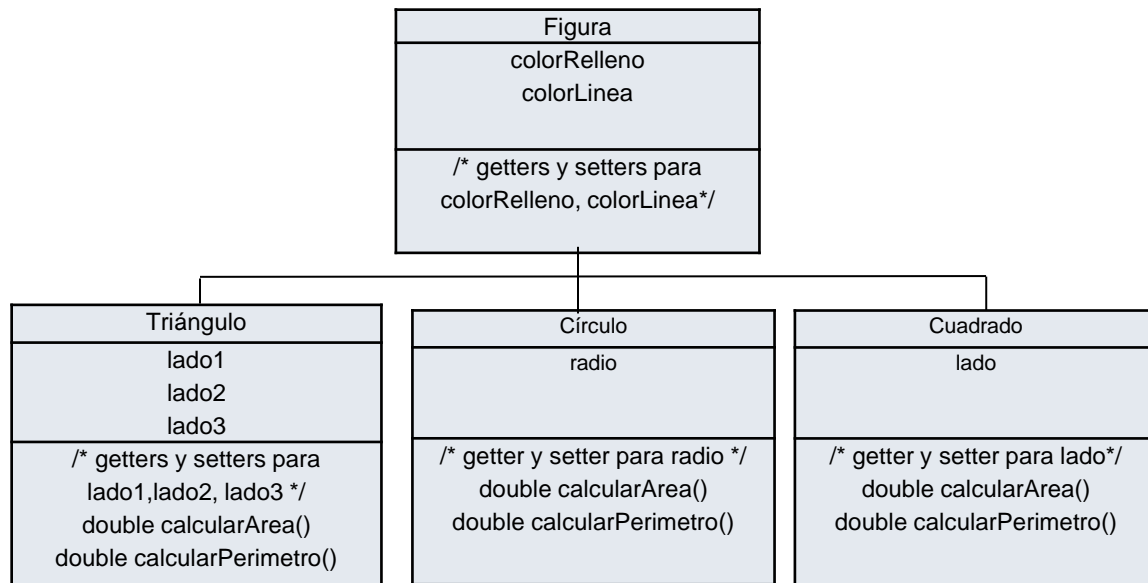 Figura
colorRelleno
colorLinea
/* getters y setters para
colorRelleno, colorLinea*/
Triángulo
lado1
lado2
lado3
/* getters y setters para
lado1,lado2, lado3 */
double calcularArea()
double calcularPerimetro()
Círculo
radio
/* getter y setter para radio */
double calcularArea()
double calcularPerimetro()
Cuadrado
lado
/* getter y setter para lado*/
double calcularArea()
double calcularPerimetro()